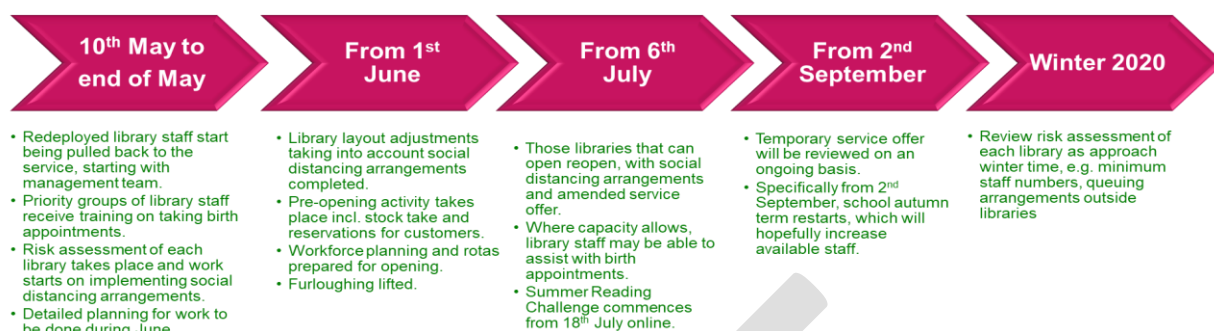 10th May to
end of May
• Redeployed library staff start
being pulled back to the
service, starting with
management team.
• Priority groups of library staff
receive training on taking birth
appointments.
• Risk assessment of each
library takes place and work
starts on implementing social
distancing arrangements.
• Detailed planning for work to
be done during June
From 1st
June
• Library layout adjustments
taking into account social
distancing arrangements
completed.
• Pre-opening activity takes
place incl. stock take and
reservations for customers.
• Workforce planning and rotas
prepared for opening.
• Furloughing lifted.
From 6th
July
• Those libraries that can
open reopen, with social
distancing arrangements
and amended service
offer.
• Where capacity allows,
library staff may be able to
assist with birth
appointments.
• Summer Reading
Challenge commences
from 18th July online.
From 2nd
September
• Temporary service offer
will be reviewed on an
ongoing basis.
• Specifically from 2nd
September, school autumn
term restarts, which will
hopefully increase
available staff.
Winter 2020
• Review risk assessment of
each library as approach
winter time, e.g. minimum
staff numbers, queuing
arrangements outside
libraries